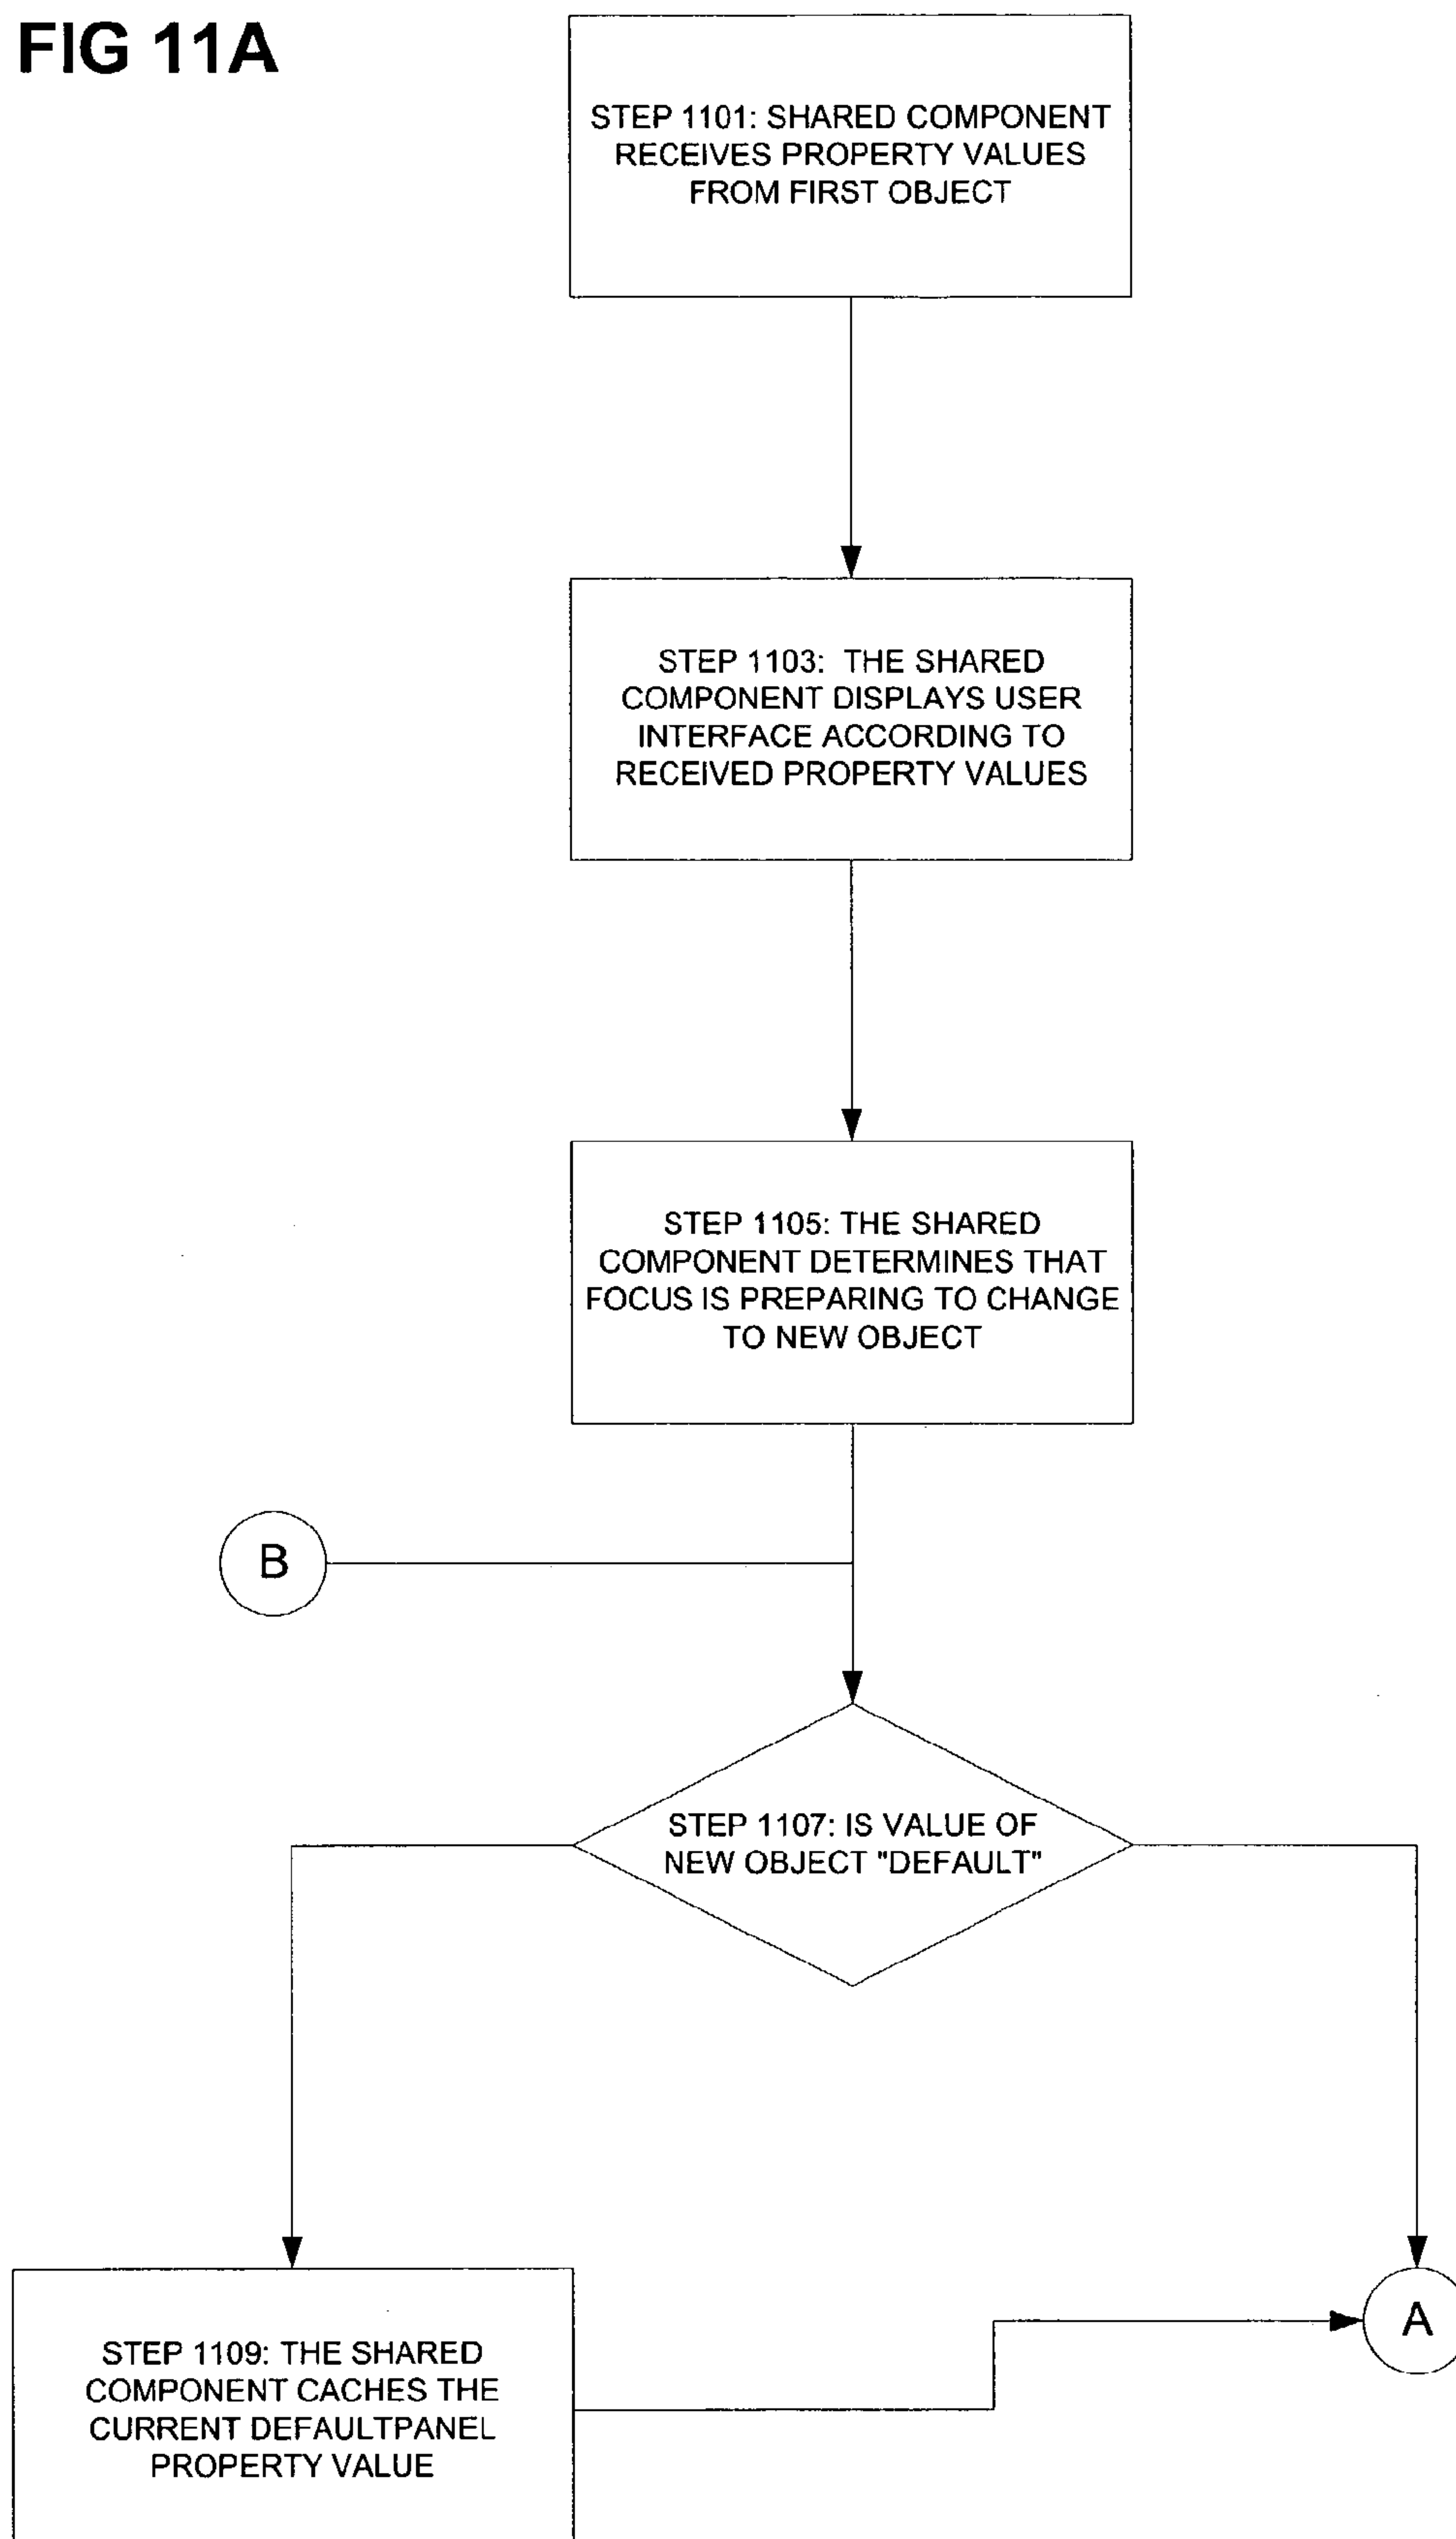 FIG 11A
STEP 1101: SHARED COMPONENT
RECEIVES PROPERTY VALUES
FROM FIRST OBJECT
STEP 1103: THE SHARED
COMPONENT DISPLAYS USER
INTERFACE ACCORDING TO
RECEIVED PROPERTY VALUES
STEP 1105: THE SHARED
COMPONENT DETERMINES THAT
FOCUS IS PREPARING TO CHANGE
TO NEW OBJECT
B
STEP 1107: IS VALUE OF
NEW OBJECT "DEFAULT"
STEP 1109: THE SHARED
COMPONENT CACHES THE
CURRENT DEFAULTPANEL
PROPERTY VALUE
A